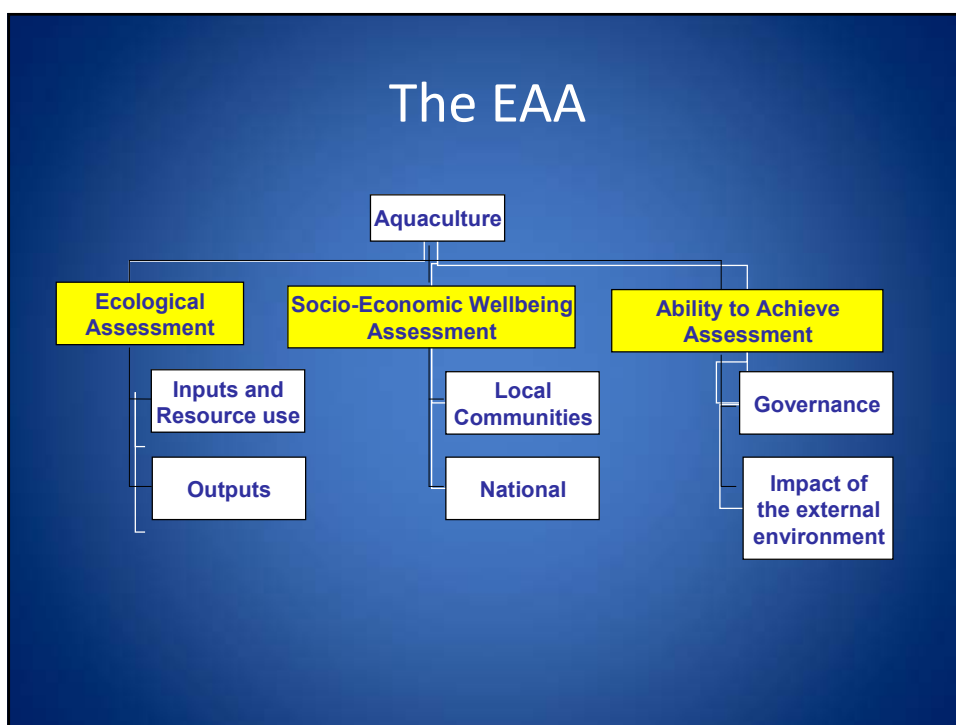 The EAA
Aquaculture
Ecological
Assessment
Socio-Economic Wellbeing
Assessment
Ability to Achieve
Assessment
Inputs and
Resource use
Outputs
Local
Communities
National
Governance
Impact of
the external
environment